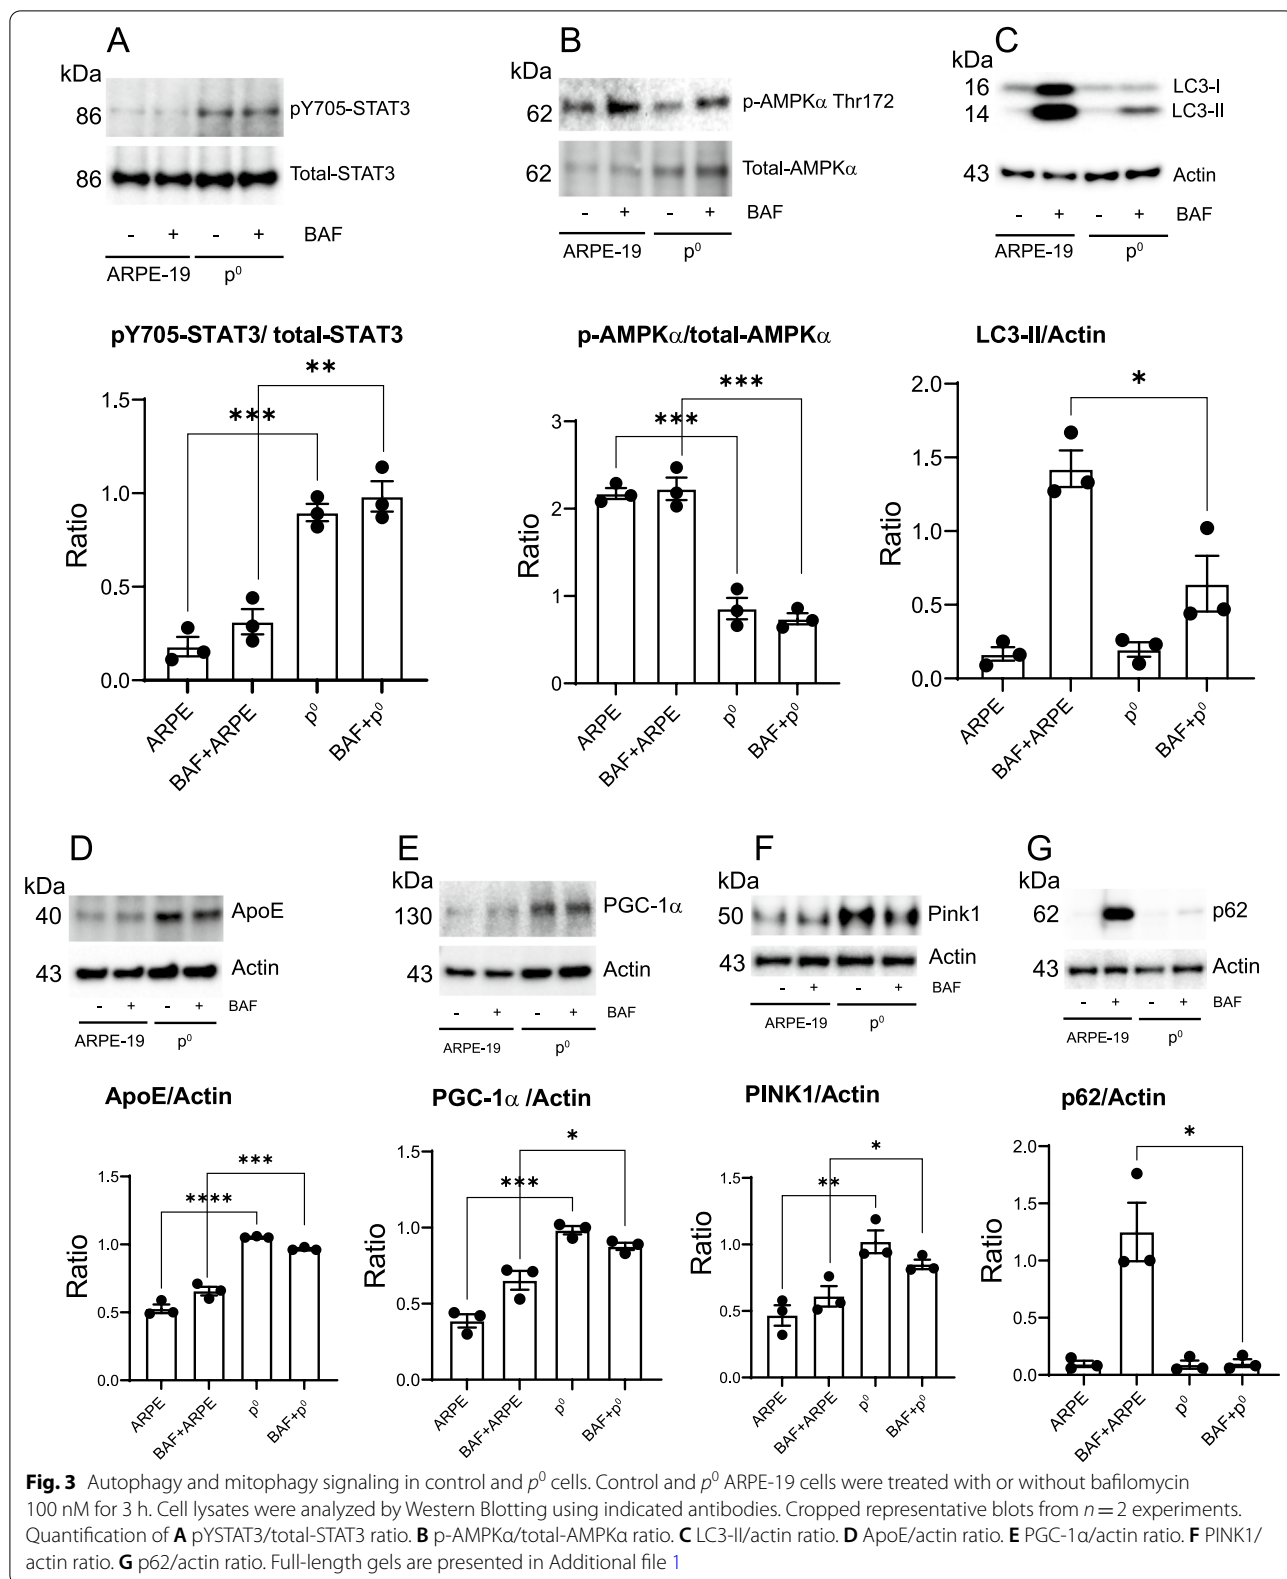 A
kDa
86
pY705-STAT3
86
Total-STAT3
- + - + BAF
ARPE-19 p⁰
pY705-STAT3/ total-STAT3
Ratio
1.5
1.0
0.5
0.0
***
**
ARPE
BAF+ARPE
p⁰
BAF+p⁰
B
kDa
62
p-AMPKα Thr172
62
Total-AMPKα
- + - + BAF
ARPE-19 p⁰
p-AMPKα/total-AMPKα
Ratio
3
2
1
0
***
***
ARPE
BAF+ARPE
p⁰
BAF+p⁰
C
kDa
16 LC3-I
14 LC3-II
43 Actin
- + - + BAF
ARPE-19 p⁰
LC3-II/Actin
Ratio
2.0
1.5
1.0
0.5
0.0
*
ARPE
BAF+ARPE
p⁰
BAF+p⁰
D
kDa
40 ApoE
43 Actin
- + - + BAF
ARPE-19 p⁰
ApoE/Actin
Ratio
1.5
1.0
0.5
0.0
****
***
ARPE
BAF+ARPE
p⁰
BAF+p⁰
E
kDa
130 PGC-1α
43 Actin
- + - + BAF
ARPE-19 p⁰
PGC-1α /Actin
Ratio
1.5
1.0
0.5
0.0
***
*
ARPE
BAF+ARPE
p⁰
BAF+p⁰
F
kDa
50 Pink1
43 Actin
- + - + BAF
ARPE-19 p⁰
PINK1/Actin
Ratio
1.5
1.0
0.5
0.0
**
*
ARPE
BAF+ARPE
p⁰
BAF+p⁰
G
kDa
62 p62
43 Actin
- + - + BAF
ARPE-19 p⁰
p62/Actin
Ratio
2.0
1.5
1.0
0.5
0.0
*
ARPE
BAF+ARPE
p⁰
BAF+p⁰
Fig. 3 Autophagy and mitophagy signaling in control and p⁰ cells. Control and p⁰ ARPE-19 cells were treated with or without bafilomycin
100 nM for 3 h. Cell lysates were analyzed by Western Blotting using indicated antibodies. Cropped representative blots from n = 2 experiments.
Quantification of A pYSTAT3/total-STAT3 ratio. B p-AMPKα/total-AMPKα ratio. C LC3-II/actin ratio. D ApoE/actin ratio. E PGC-1α/actin ratio. F PINK1/
actin ratio. G p62/actin ratio. Full-length gels are presented in Additional file 1